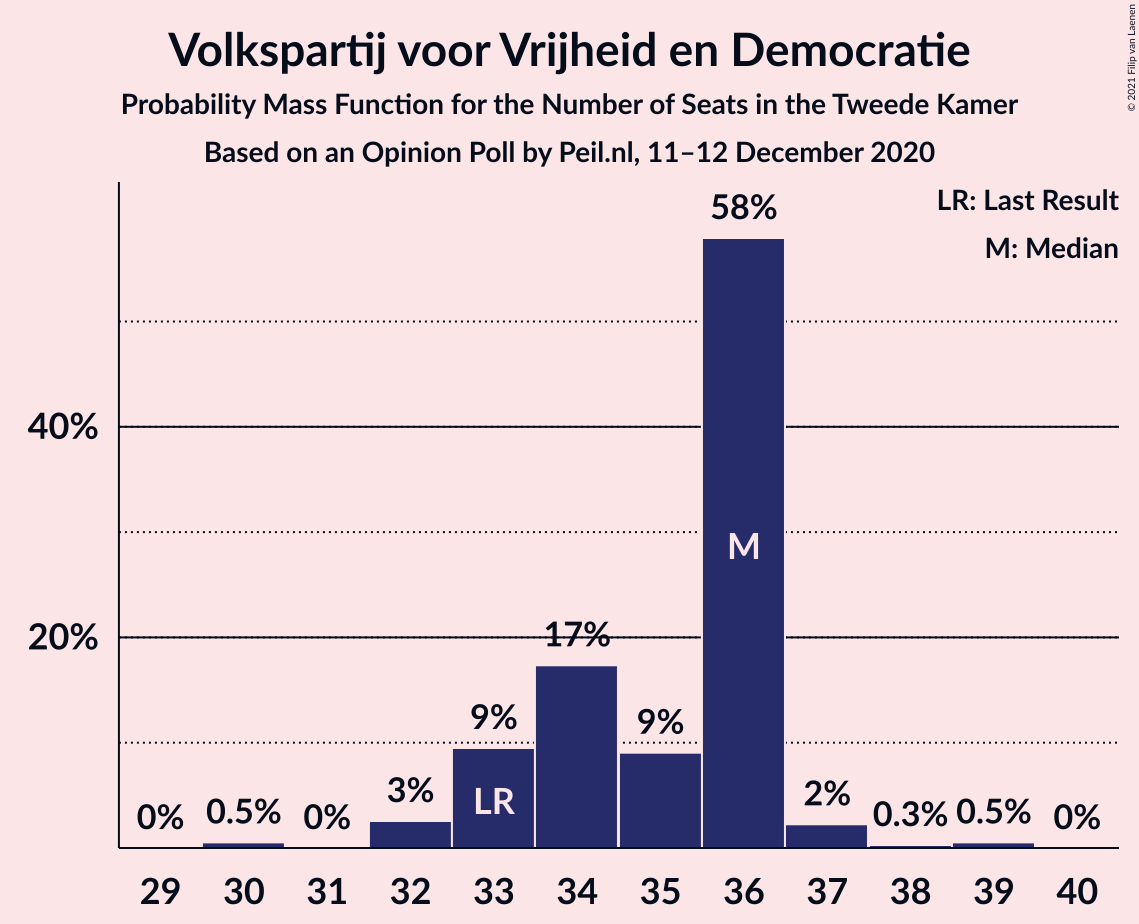 Volkspartij voor Vrijheid en Democratie
Probability Mass Function for the Number of Seats in the Tweede Kamer
Based on an Opinion Poll by Peil.nl, 11–12 December 2020
© 2021 Filip van Laenen
LR: Last Result
M: Median
58%
40%
M
20%
17%
9%
9%
LR
3%
2%
0%
0.5%
0%
0.3%
0.5%
0%
29 30 31 32 33 34 35 36 37 38 39 40